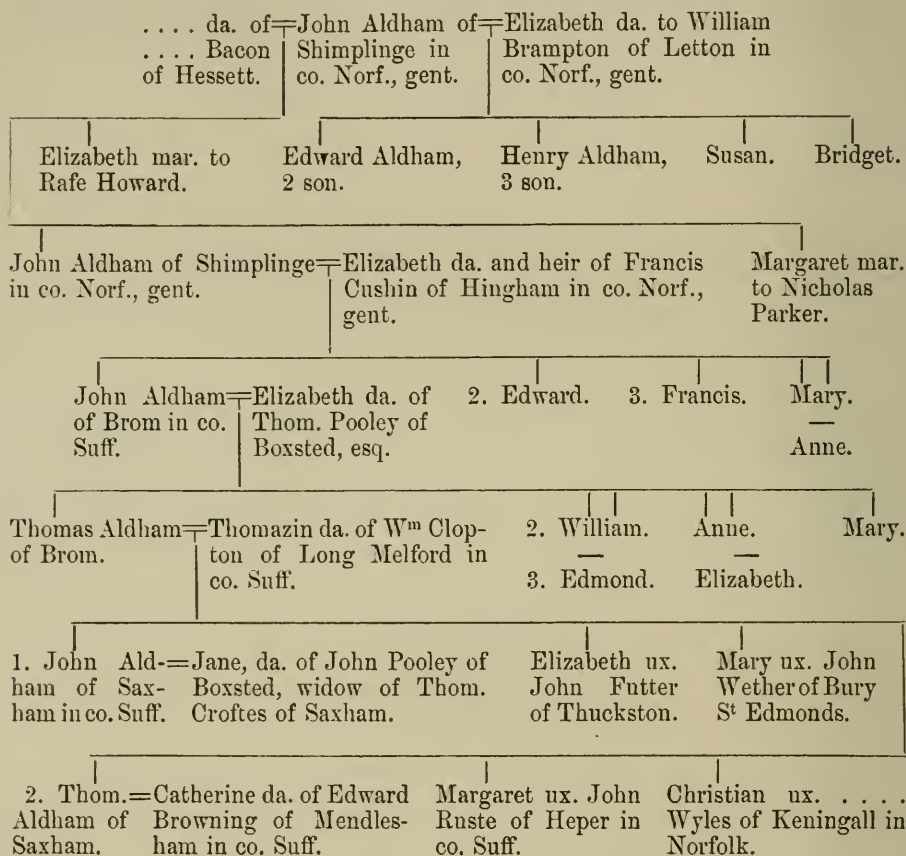 . . . . da. of=John Aldham of=Elizabeth da. to William
. . . . Bacon Shimplinge in Brampton of Letton in
of Hessett. co. Norf., gent. co. Norf., gent.
Elizabeth mar. to Edward Aldham, Henry Aldham, Susan. Bridget.
Rafe Howard. 2 son. 3 son.
John Aldham of Shimplinge=Elizabeth da. and heir of Francis Margaret mar.
in co. Norf., gent. Cushin of Hingham in co. Norf., to Nicholas
gent. Parker.
John Aldham=Elizabeth da. of 2. Edward. 3. Francis. Mary.
of Brom in co. Thom. Pooley of —
Suff. Boxsted, esq. Anne.
Thomas Aldham=Thomazin da. of Wᵐ Clop- 2. William. Anne. Mary.
of Brom. ton of Long Melford in — —
co. Suff. 3. Edmond. Elizabeth.
1. John Ald-=Jane, da. of John Pooley of Elizabeth ux. Mary ux. John
ham of Sax- Boxsted, widow of Thom. John Futter Wether of Bury
ham in co. Suff. Croftes of Saxham. of Thuckston. Sᵗ Edmonds.
2. Thom.=Catherine da. of Edward Margaret ux. John Christian ux. . . . .
Aldham of Browning of Mendles- Ruste of Heper in Wyles of Keningall in
Saxham. ham in co. Suff. co. Suff. Norfolk.